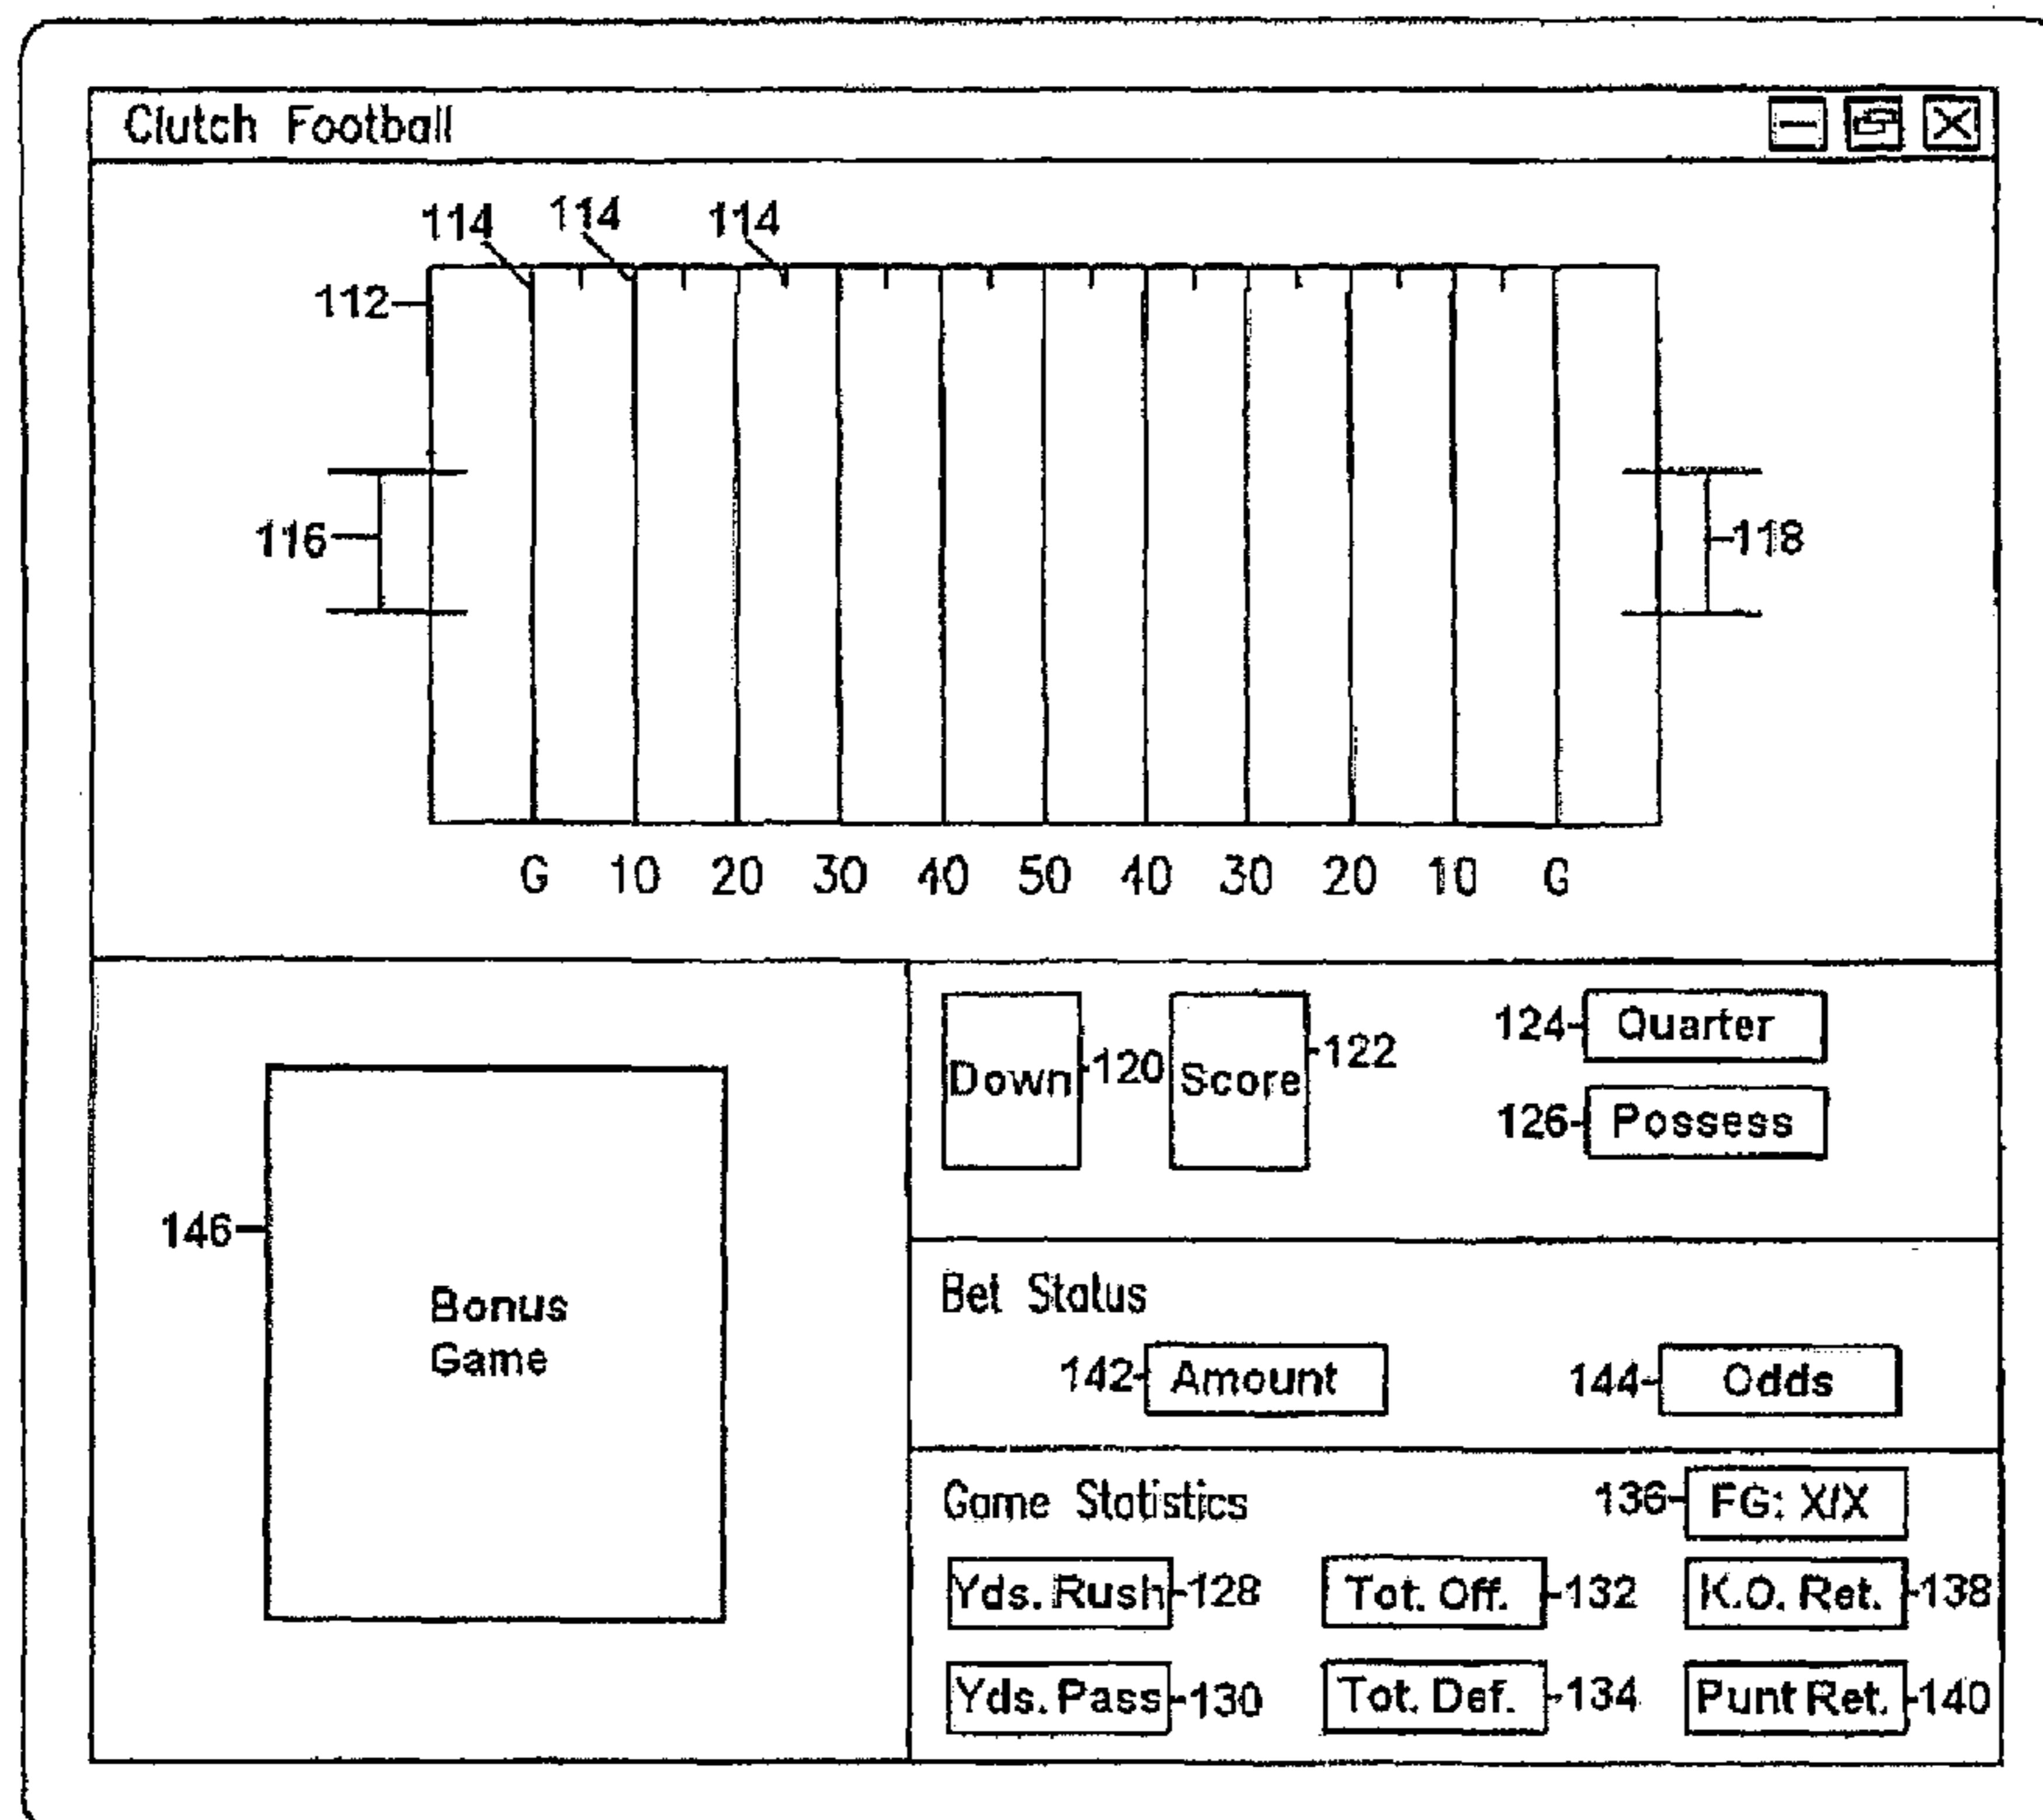 Clutch Football
114 114 114
112
116
118
G 10 20 30 40 50 40 30 20 10 G
Down 120 Score 122
124 Quarter
126 Possess
146
Bonus
Game
Bet Status
142 Amount 144 Odds
Game Statistics 136 FG: X/X
Yds. Rush 128 Tot. Off. 132 K.O. Ret. 138
Yds. Pass 130 Tot. Def. 134 Punt Ret. 140